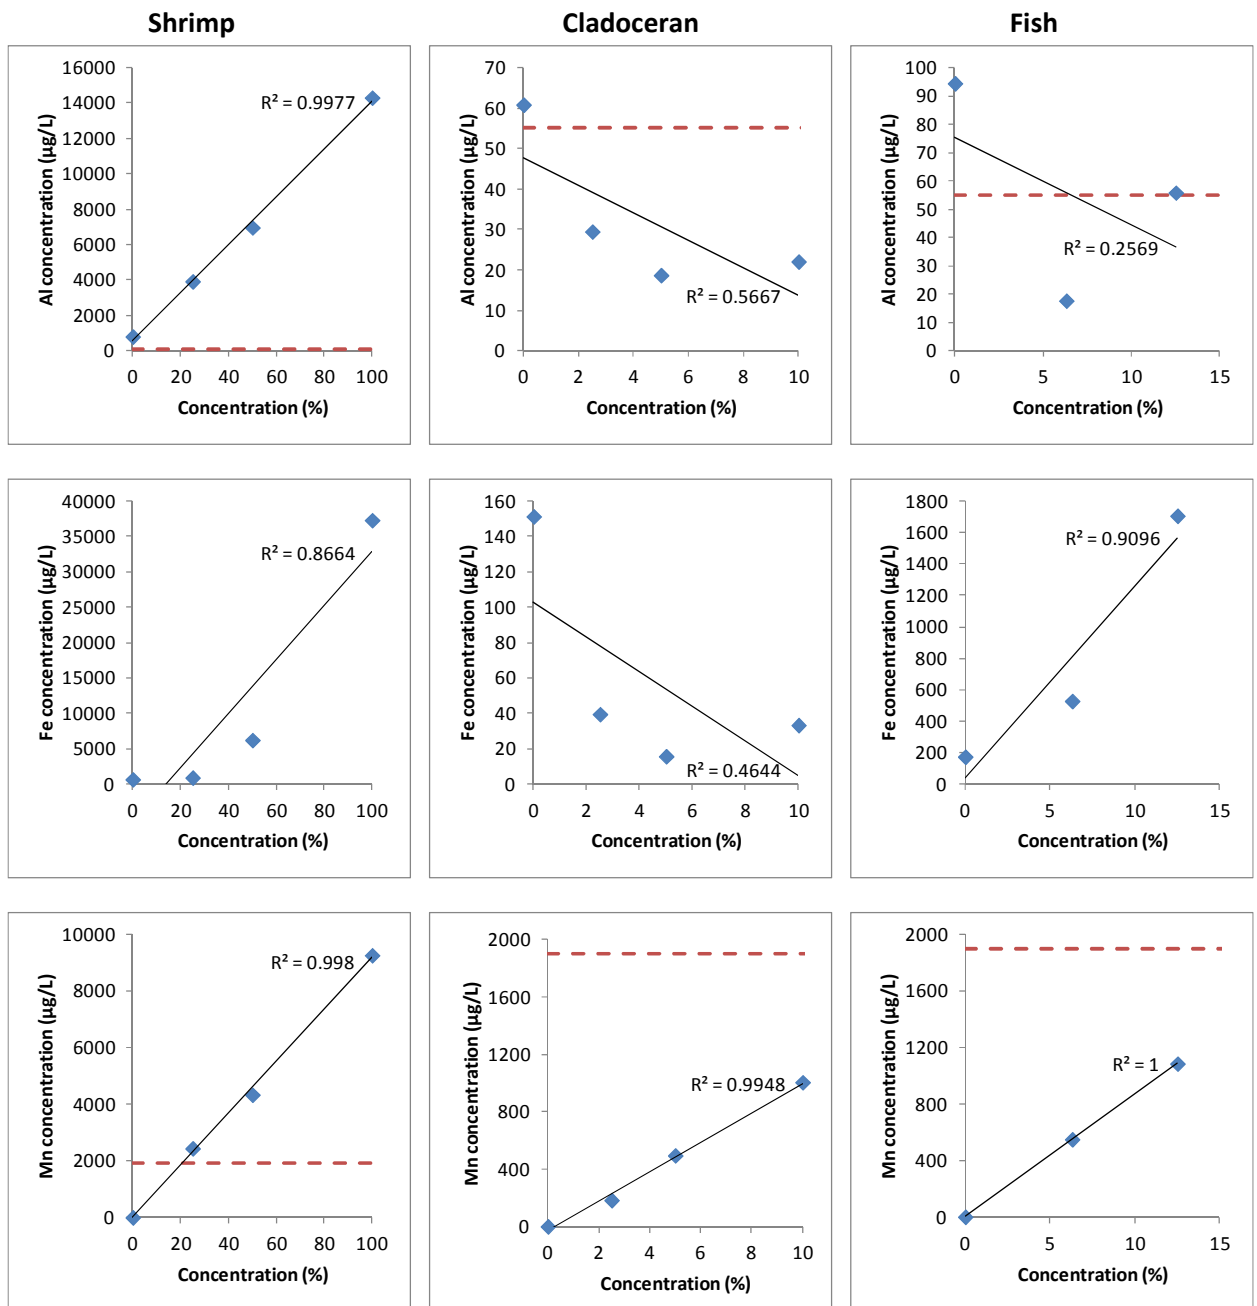 Shrimp
Cladoceran
Fish
16000
14000
12000
10000
8000
6000
4000
2000
0
Al concentration (µg/L)
R² = 0.9977
0 20 40 60 80 100
Concentration (%)
70
60
50
40
30
20
10
0
Al concentration (µg/L)
R² = 0.5667
0 2 4 6 8 10
Concentration (%)
100
90
80
70
60
50
40
30
20
10
0
Al concentration (µg/L)
R² = 0.2569
0 5 10 15
Concentration (%)
40000
35000
30000
25000
20000
15000
10000
5000
0
Fe concentration (µg/L)
R² = 0.8664
0 20 40 60 80 100
Concentration (%)
160
140
120
100
80
60
40
20
0
Fe concentration (µg/L)
R² = 0.4644
0 2 4 6 8 10
Concentration (%)
1800
1600
1400
1200
1000
800
600
400
200
0
Fe concentration (µg/L)
R² = 0.9096
0 5 10 15
Concentration (%)
10000
8000
6000
4000
2000
0
Mn concentration (µg/L)
R² = 0.998
0 20 40 60 80 100
Concentration (%)
2000
1600
1200
800
400
0
Mn concentration (µg/L)
R² = 0.9948
0 2 4 6 8 10
Concentration (%)
2000
1600
1200
800
400
0
Mn concentration (µg/L)
R² = 1
0 5 10 15
Concentration (%)